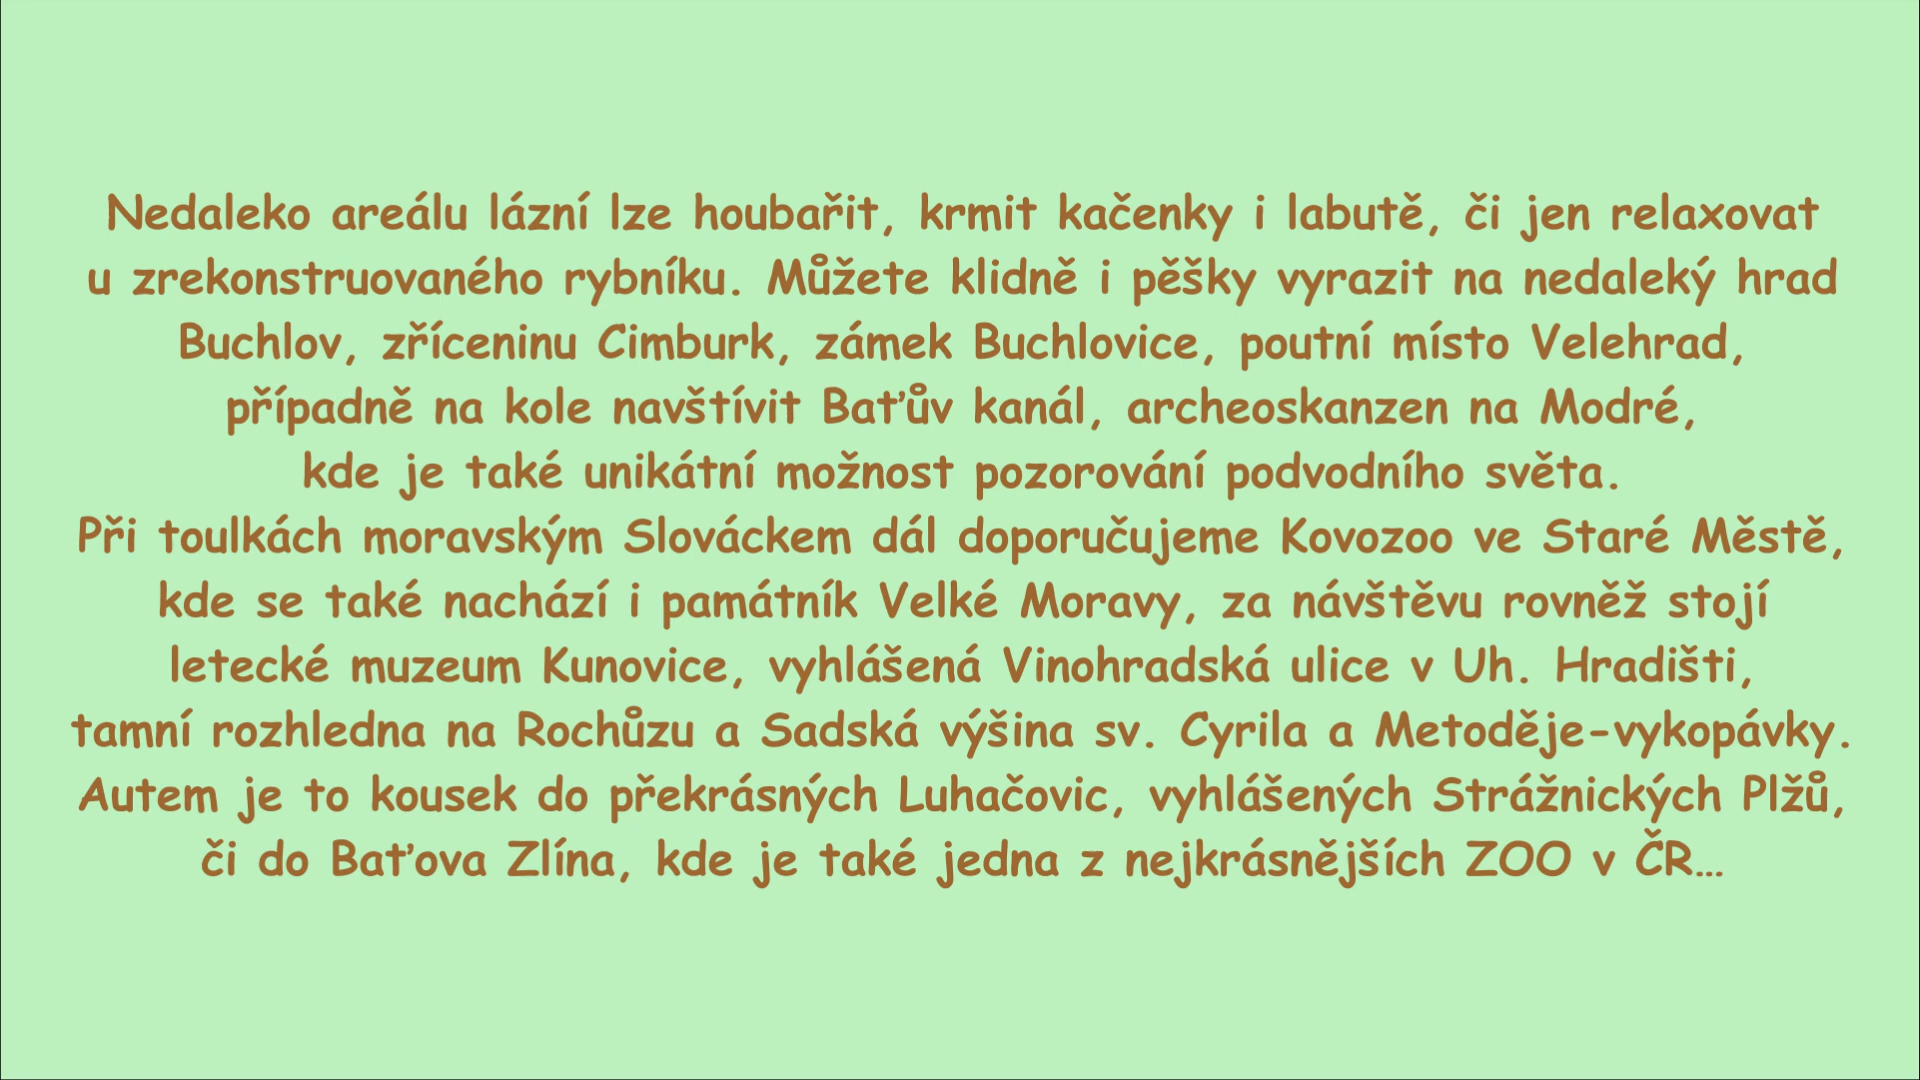 Nedaleko areálu lázní lze houbařit, krmit kačenky i labutě, či jen relaxovat
u zrekonstruovaného rybníku. Můžete klidně i pěšky vyrazit na nedaleký hrad
Buchlov, zříceninu Cimburk, zámek Buchlovice, poutní místo Velehrad,
případně na kole navštívit Baťův kanál, archeoskanzen na Modré,
kde je také unikátní možnost pozorování podvodního světa.
Při toulkách moravským Slováckem dál doporučujeme Kovozoo ve Staré Městě,
kde se také nachází i památník Velké Moravy, za návštěvu rovněž stojí
letecké muzeum Kunovice, vyhlášená Vinohradská ulice v Uh. Hradišti,
tamní rozhledna na Rochůzu a Sadská výšina sv. Cyrila a Metoděje-vykopávky.
Autem je to kousek do překrásných Luhačovic, vyhlášených Strážnických Plžů,
či do Baťova Zlína, kde je také jedna z nejkrásnějších ZOO v ČR...